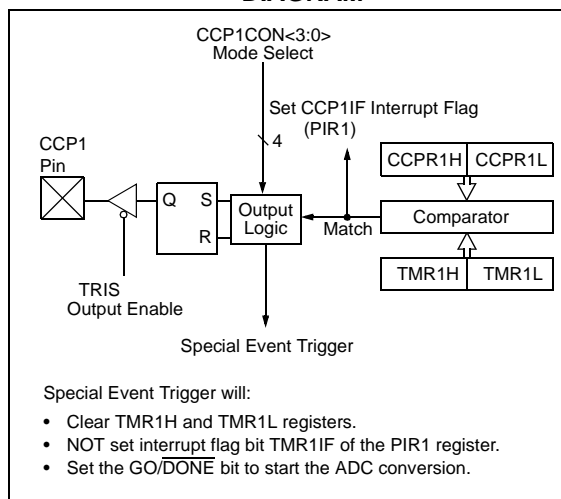 DIAGRAM
CCP1CON<3:0>
Mode Select
Set CCP1IF Interrupt Flag
(PIR1)
4
CCP1
Pin
CCPR1H CCPR1L
Q S
R
Output
Logic
Match
Comparator
TRIS
Output Enable
TMR1H TMR1L
Special Event Trigger
Special Event Trigger will:
• Clear TMR1H and TMR1L registers.
• NOT set interrupt flag bit TMR1IF of the PIR1 register.
• Set the GO/DONE bit to start the ADC conversion.